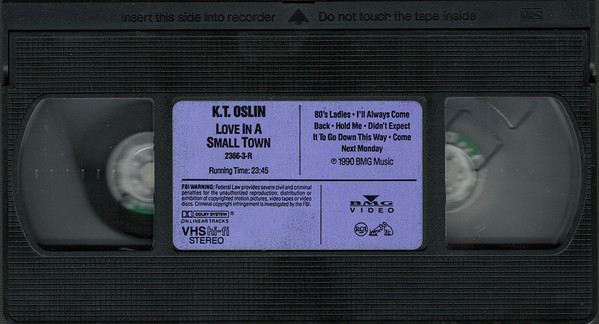 Insert this side into recorder
Do not touch the tape inside
VHS
K.T. OSLIN
LOVE IN A
SMALL TOWN
2366-3-R
Running Time: 23:45
80's Ladies • I'll Always Come
Back • Hold Me • Didn't Expect
It To Go Down This Way • Come
Next Monday
℗ 1990 BMG Music
FBI WARNING: Federal Law provides severe civil and criminal
penalties for the unauthorized reproduction, distribution or
exhibition of copyrighted motion pictures, video tapes or video
discs. Criminal copyright infringement is investigated by the FBI.
DOLBY SYSTEM ®
ON LINEAR TRACKS
VHS hi-fi
STEREO
BMG
VIDEO
RCA